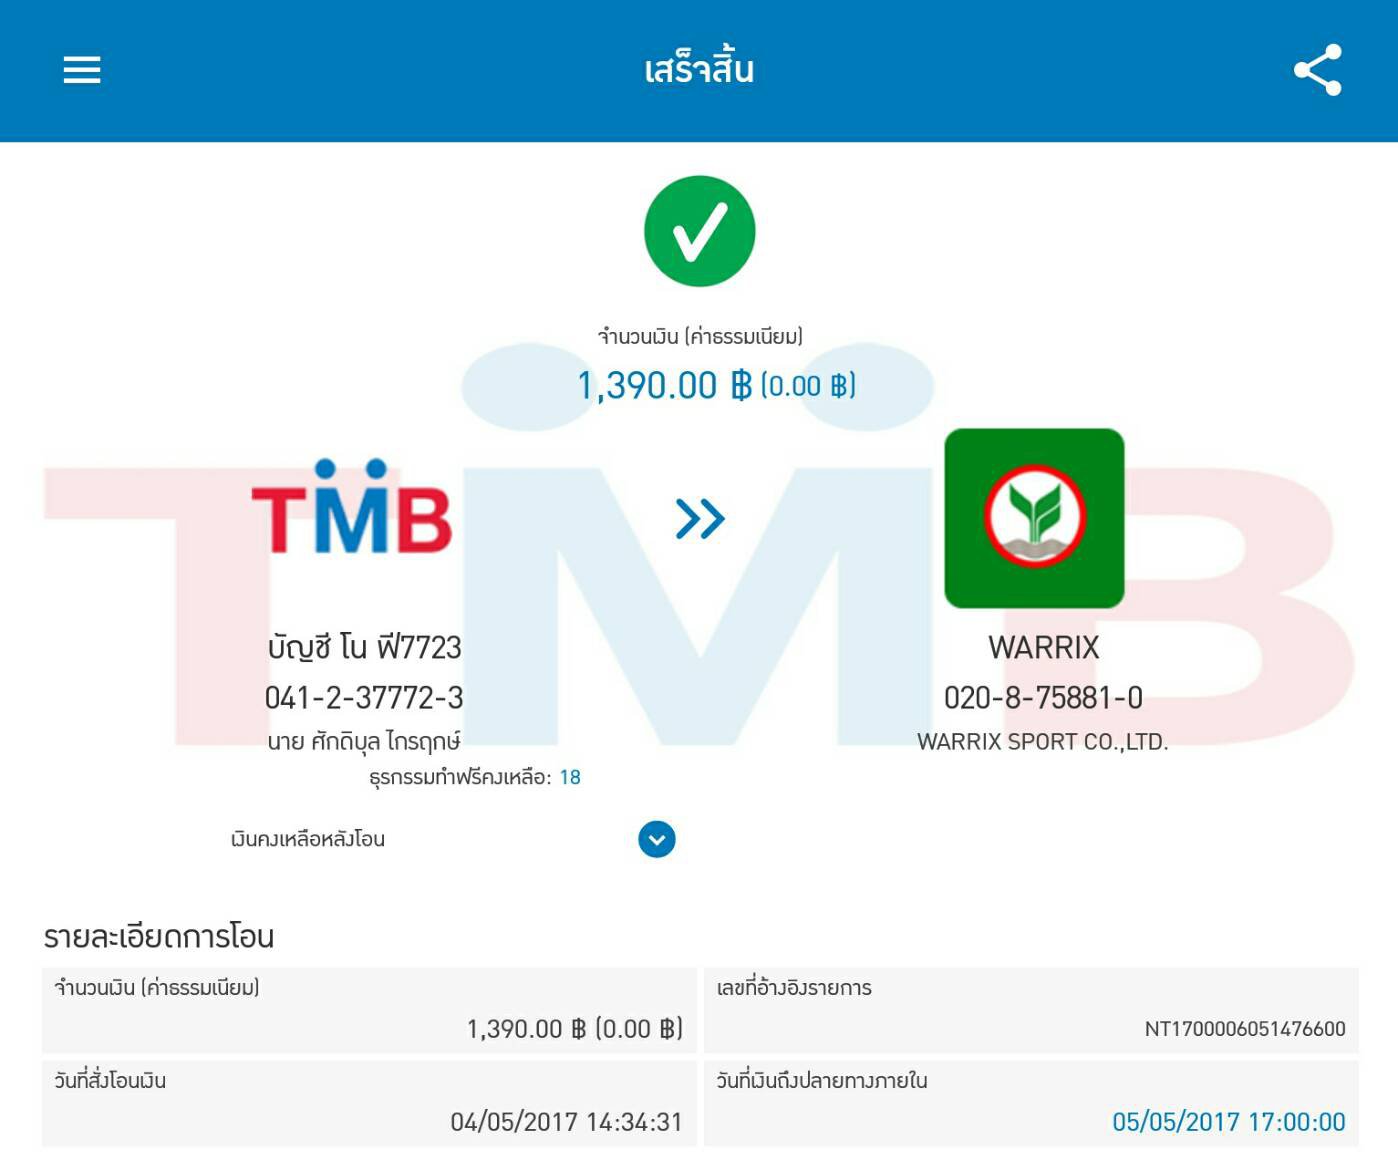 เสร็จสิ้น
จำนวนเงิน (ค่าธรรมเนียม)
1,390.00 ฿ (0.00 ฿)
TMB
บัญชี โน ฟี7723
041-2-37772-3
นาย ศักดิบุล ไกรฤกษ์
ธุรกรรมทำฟรีคงเหลือ: 18
WARRIX
020-8-75881-0
WARRIX SPORT CO.,LTD.
เงินคงเหลือหลังโอน
รายละเอียดการโอน
จำนวนเงิน (ค่าธรรมเนียม)
1,390.00 ฿ (0.00 ฿)
เลขที่อ้างอิงรายการ
NT1700006051476600
วันที่สั่งโอนเงิน
04/05/2017 14:34:31
วันที่เงินถึงปลายทางภายใน
05/05/2017 17:00:00
TMB